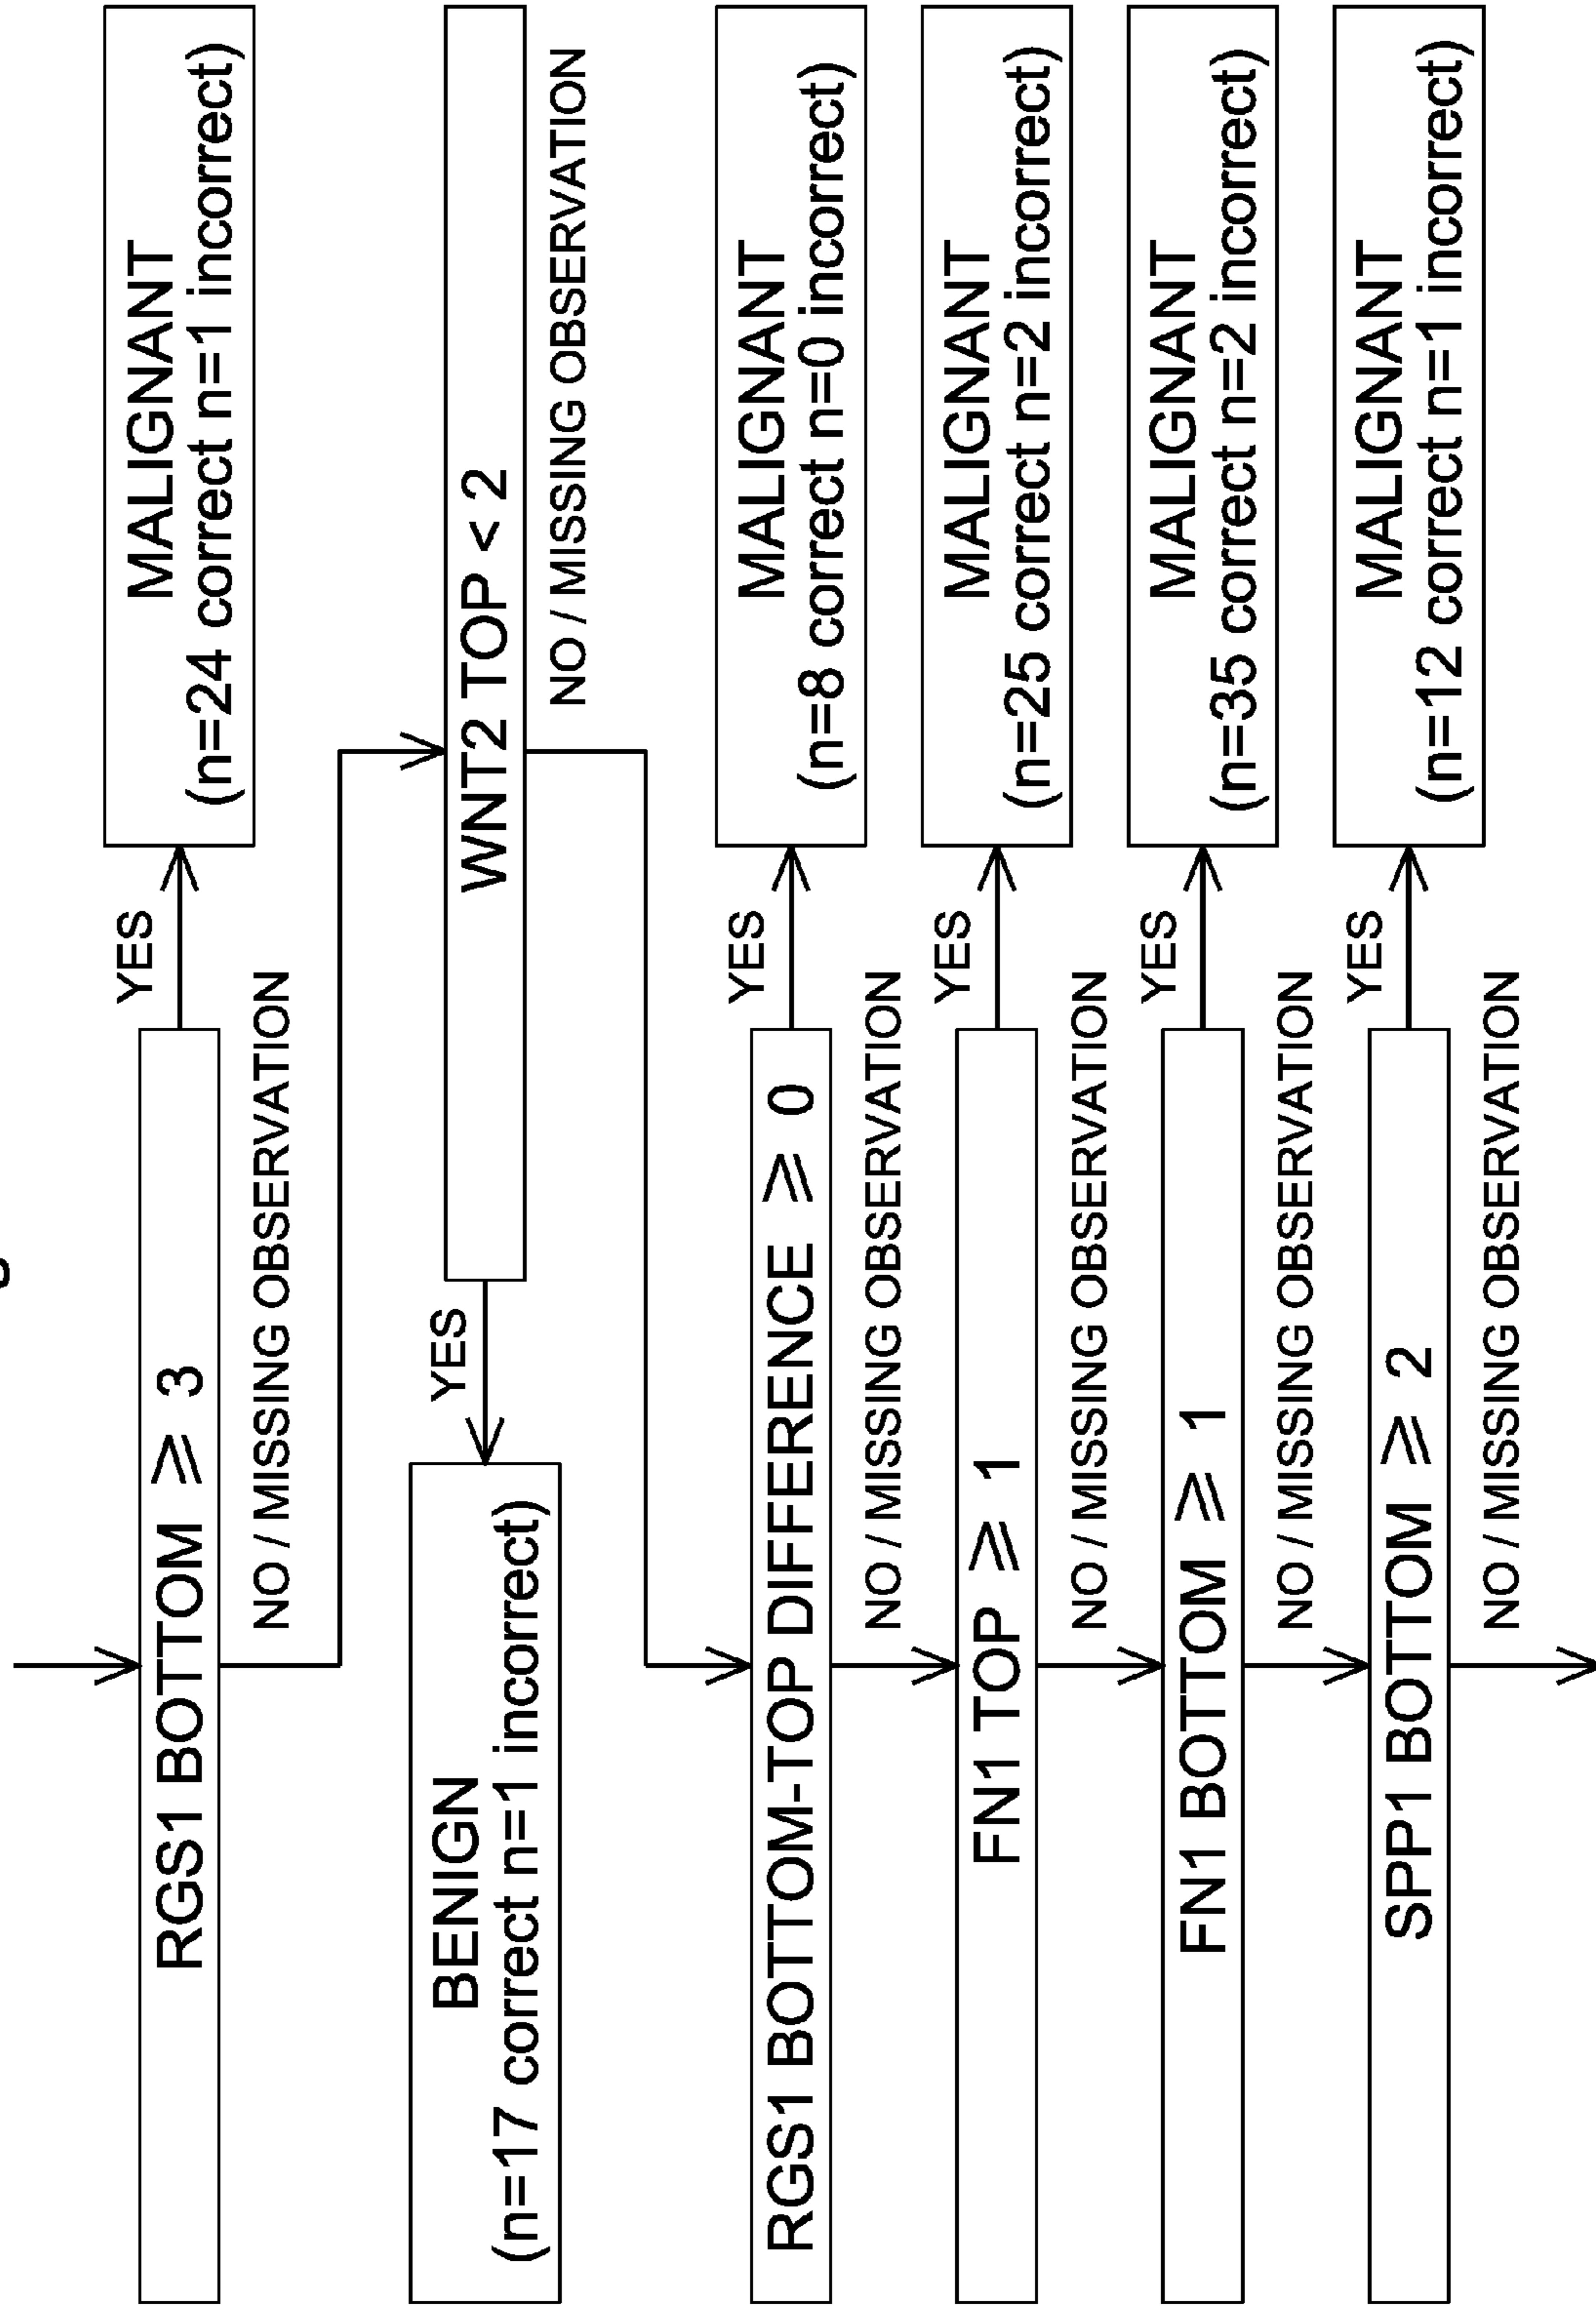 RGS1 BOTTOM ⩾ 3
YES
MALIGNANT
(n=24 correct n=1 incorrect)
NO / MISSING OBSERVATION
WNT2 TOP < 2
YES
BENIGN
(n=17 correct n=1 incorrect)
NO / MISSING OBSERVATION
RGS1 BOTTOM-TOP DIFFERENCE ⩾ 0
YES
MALIGNANT
(n=8 correct n=0 incorrect)
NO / MISSING OBSERVATION
FN1 TOP ⩾ 1
YES
MALIGNANT
(n=25 correct n=2 incorrect)
NO / MISSING OBSERVATION
FN1 BOTTOM ⩾ 1
YES
MALIGNANT
(n=35 correct n=2 incorrect)
NO / MISSING OBSERVATION
SPP1 BOTTOM ⩾ 2
YES
MALIGNANT
(n=12 correct n=1 incorrect)
NO / MISSING OBSERVATION